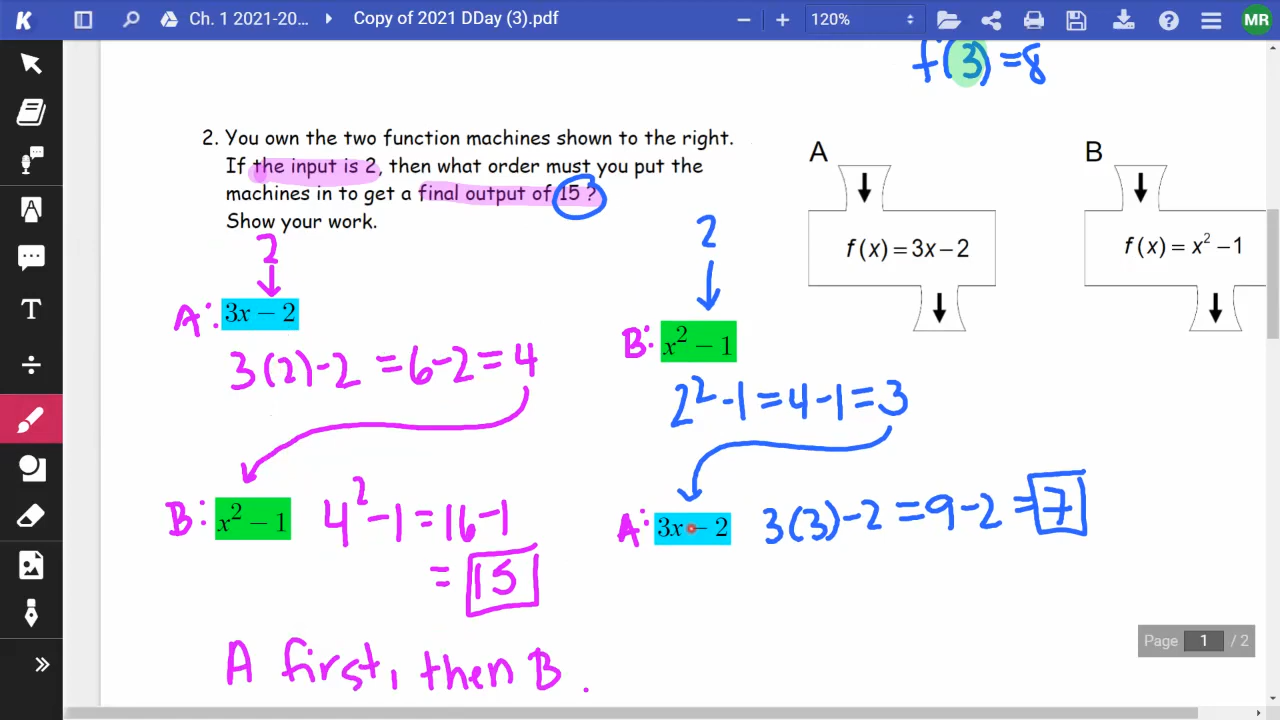 Ch. 1 2021-20...
Copy of 2021 DDay (3).pdf
120%
MR
f(3)=8
2. You own the two function machines shown to the right.
If the input is 2, then what order must you put the
machines in to get a final output of 15 ?
Show your work.
A
f(x)=3x−2
B
f(x)=x²−1
2
A: 3x − 2
3(2)-2 =6-2=4
B: x² − 1 4²-1=16-1
= 15
A first, then B.
2
B: x² − 1
2²-1=4-1=3
A: 3x − 2 3(3)-2=9-2=7
Page 1 / 2